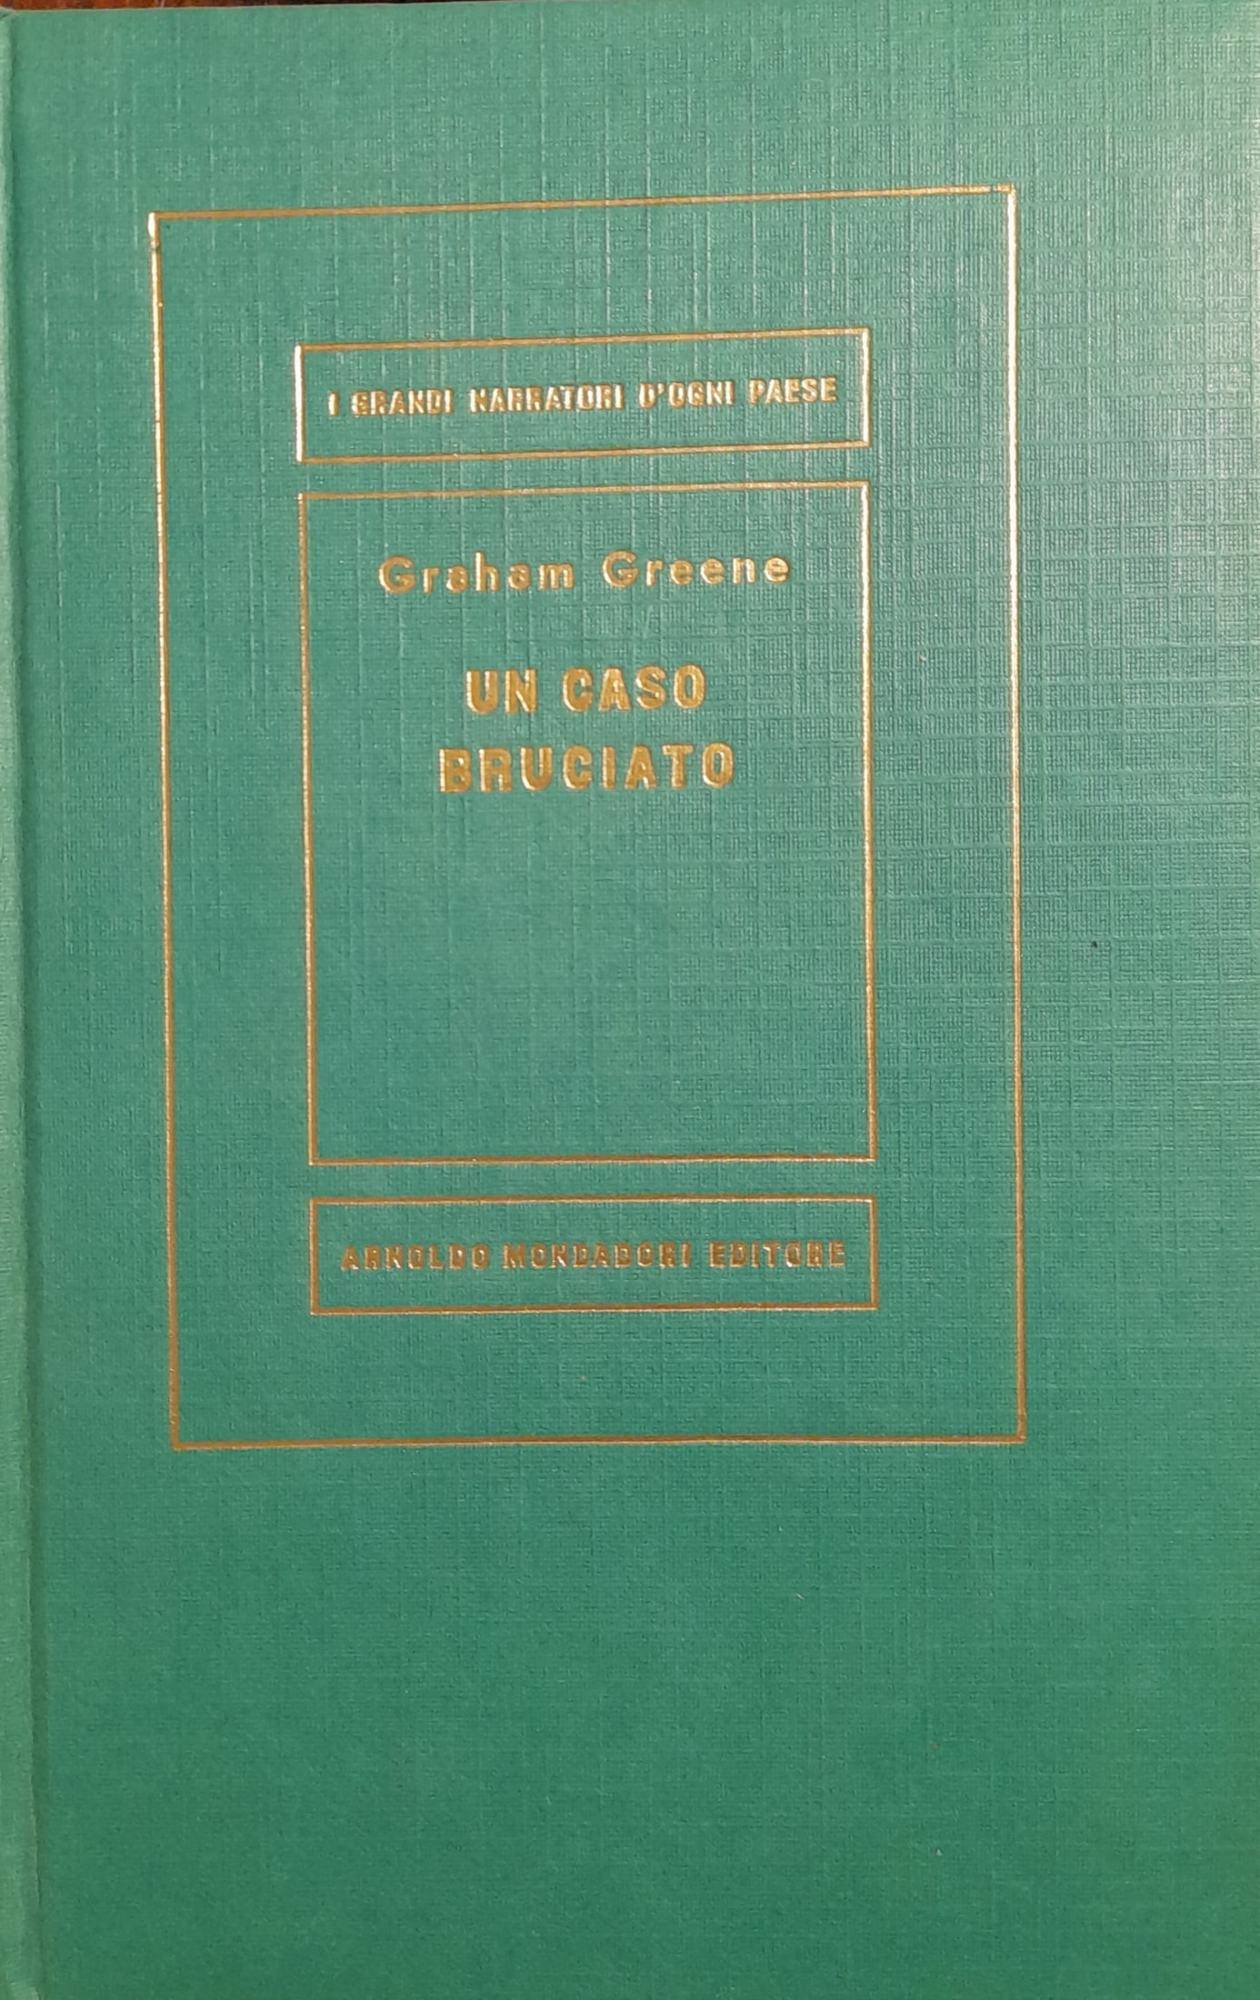 I GRANDI NARRATORI D'OGNI PAESE
Graham Greene
UN CASO
BRUCIATO
ARNOLDO MONDADORI EDITORE